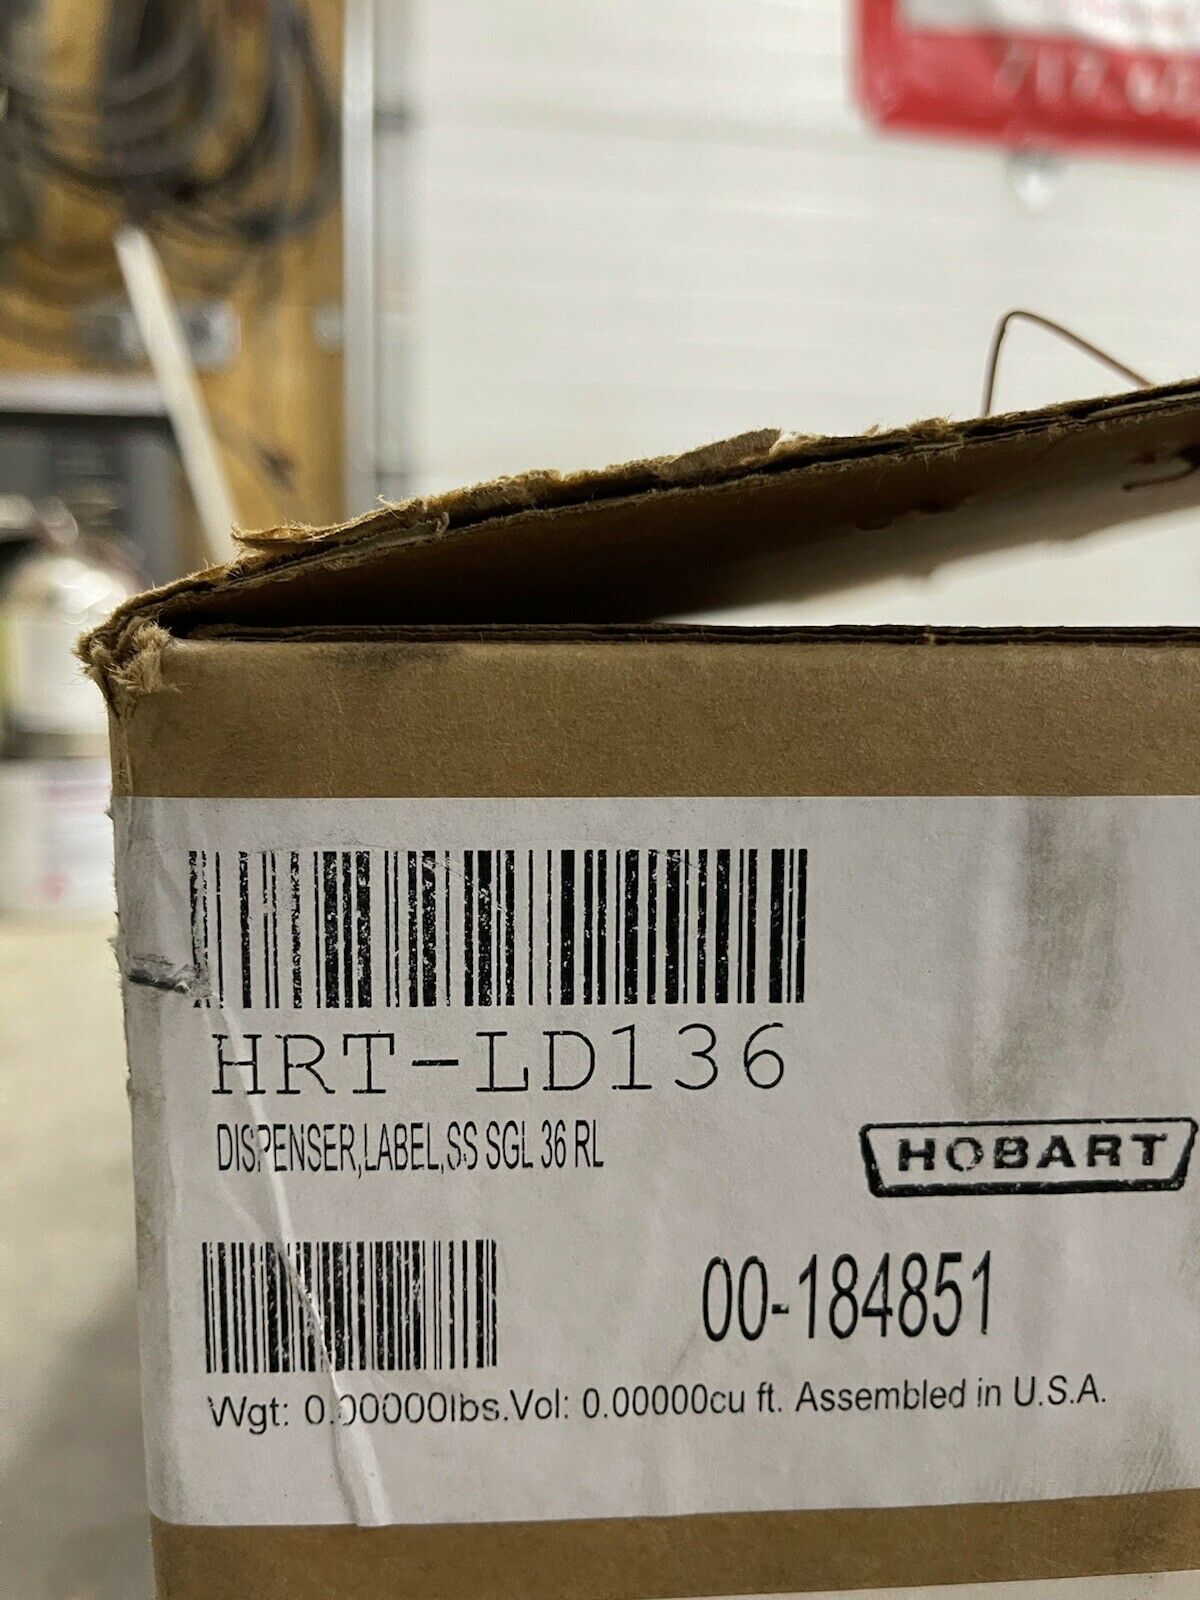 HRT-LD136
DISPENSER,LABEL,SS SGL 36 RL
HOBART
00-184851
Wgt: 0.00000lbs.Vol: 0.00000cu ft. Assembled in U.S.A.